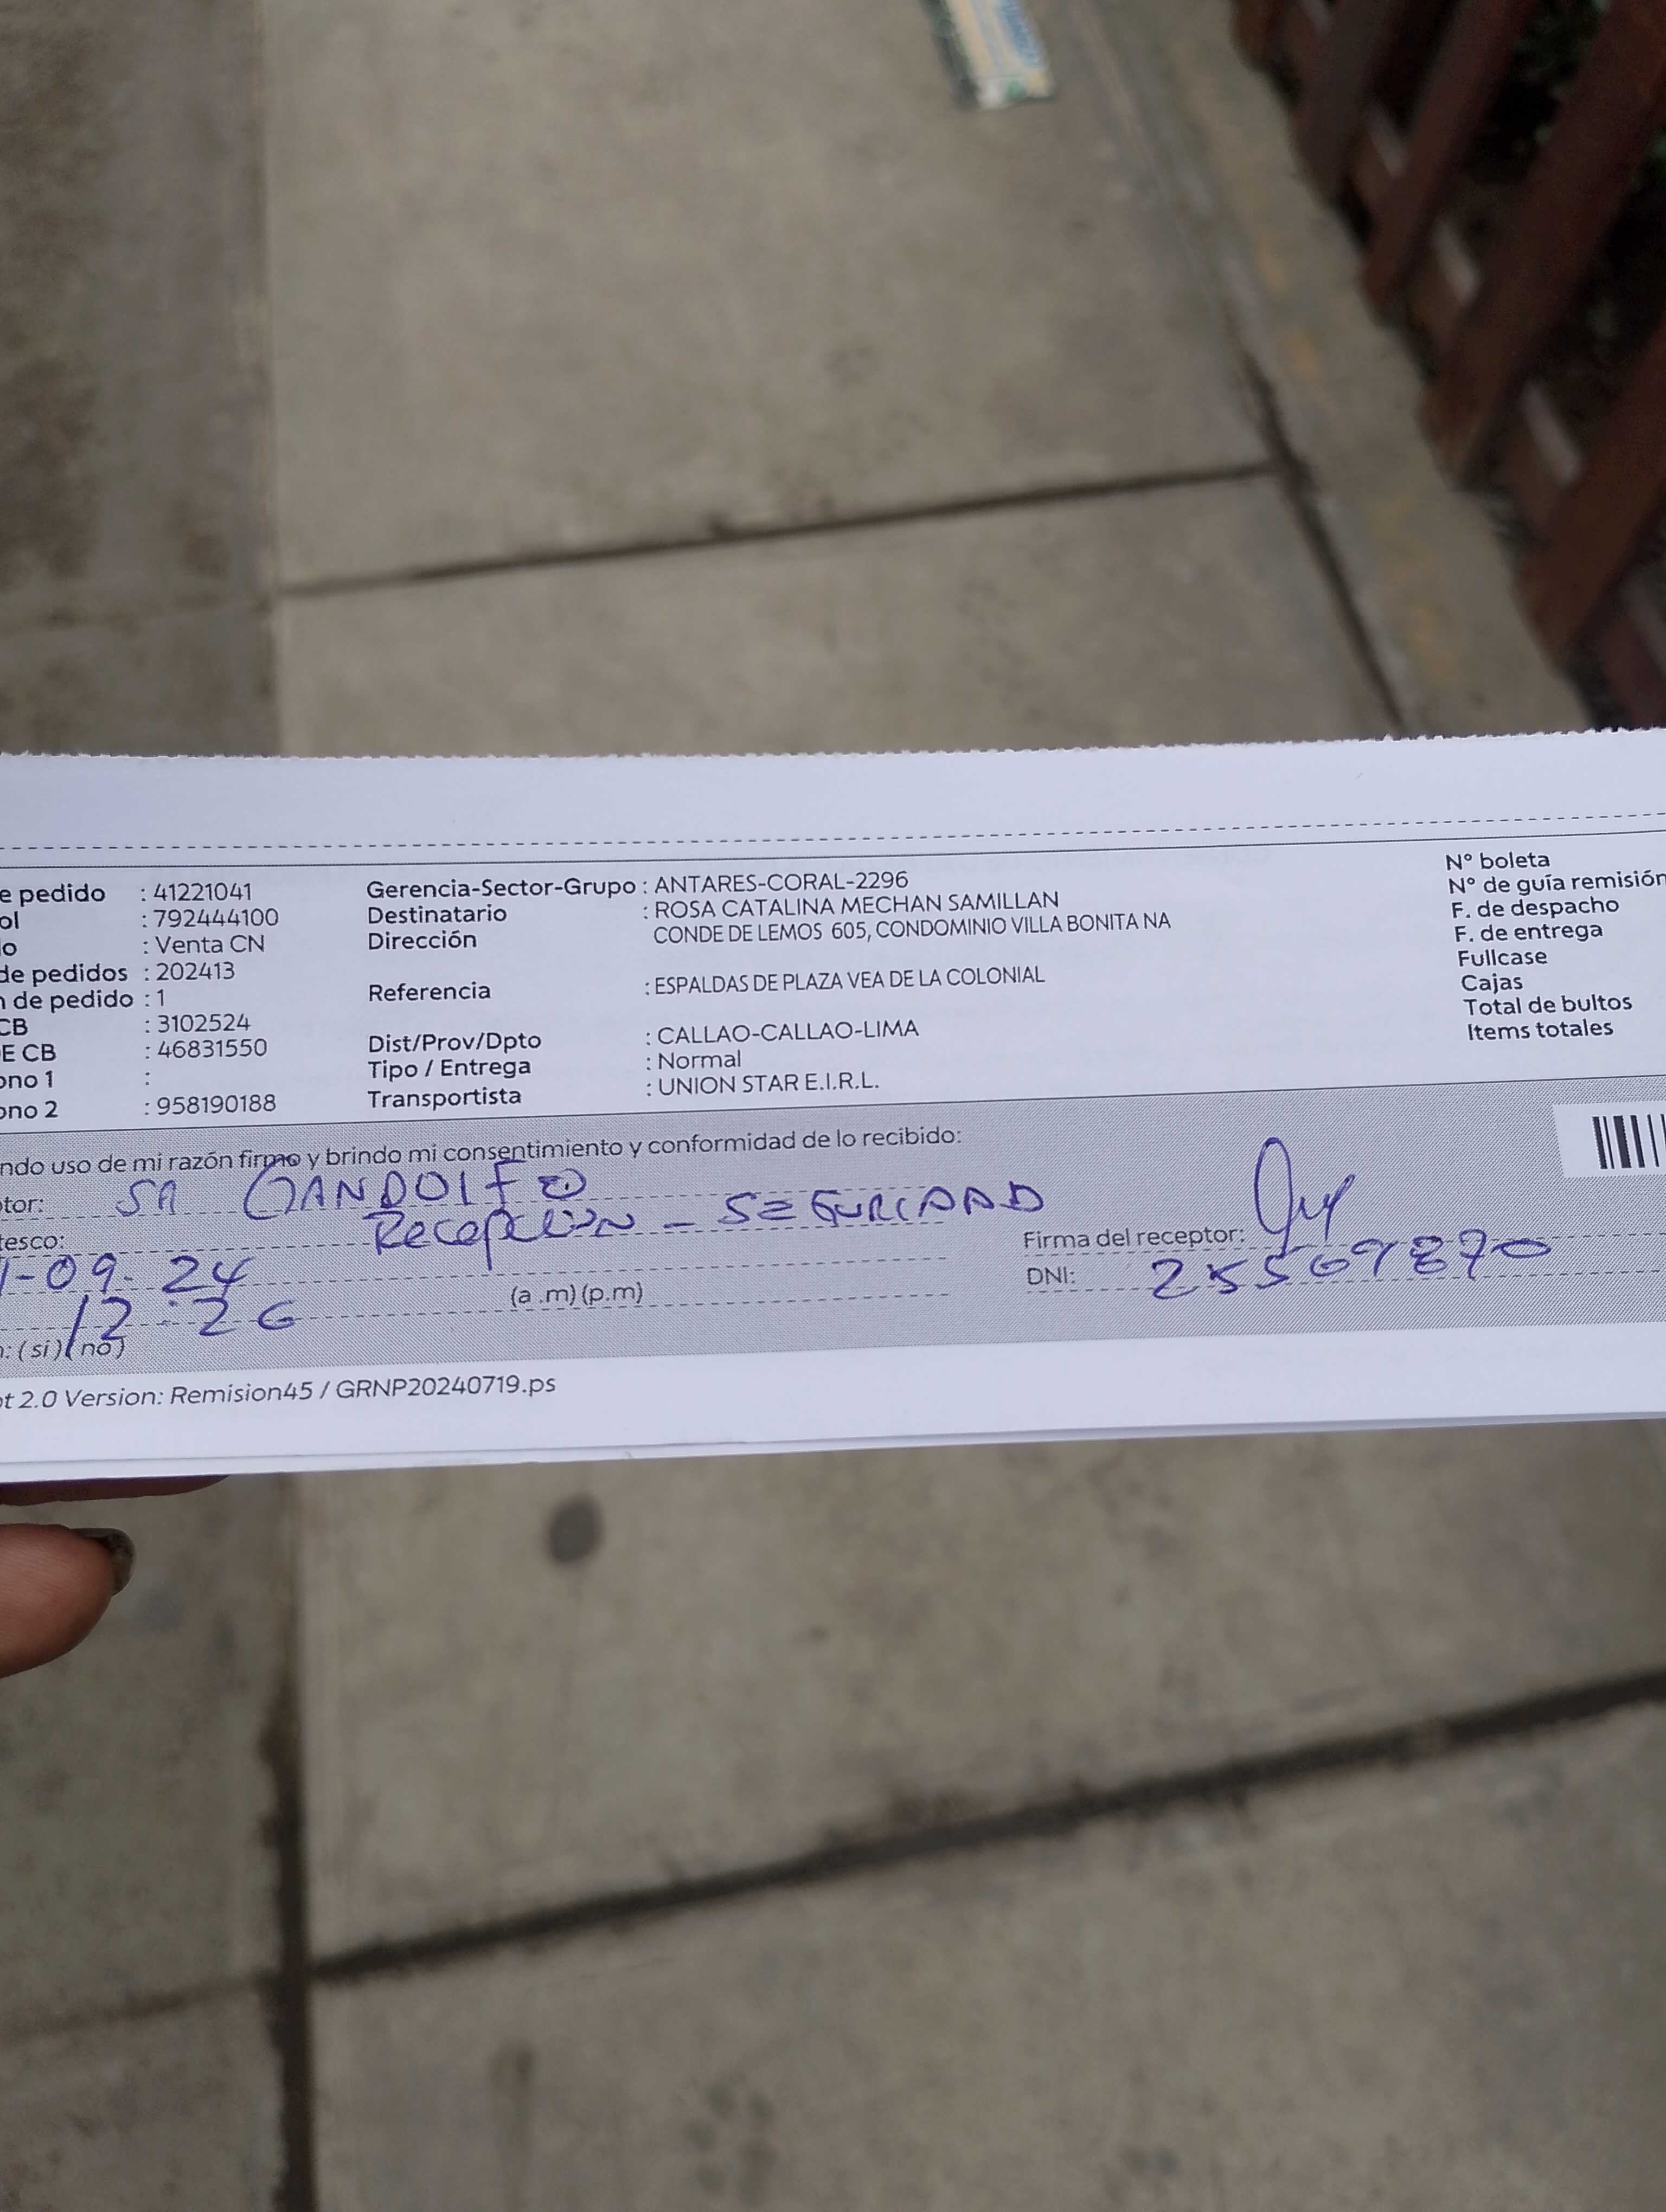 e pedido : 41221041
ol : 792444100
o : Venta CN
de pedidos : 202413
n de pedido : 1
CB : 3102524
E CB : 46831550
ono 1 :
ono 2 : 958190188
Gerencia-Sector-Grupo : ANTARES-CORAL-2296
Destinatario : ROSA CATALINA MECHAN SAMILLAN
Dirección CONDE DE LEMOS 605, CONDOMINIO VILLA BONITA NA
Referencia : ESPALDAS DE PLAZA VEA DE LA COLONIAL
Dist/Prov/Dpto : CALLAO-CALLAO-LIMA
Tipo / Entrega : Normal
Transportista : UNION STAR E.I.R.L.
N° boleta
N° de guía remisión
F. de despacho
F. de entrega
Fullcase
Cajas
Total de bultos
Items totales
ndo uso de mi razón firmo y brindo mi consentimiento y conformidad de lo recibido:
tor: SR GANDOLFO
tesco: RECEPCION - SEGURIDAD
-09-24
12:26 (a .m) (p.m)
Firma del receptor:
DNI: 25569870
: (si) (no)
t 2.0 Version: Remision45 / GRNP20240719.ps